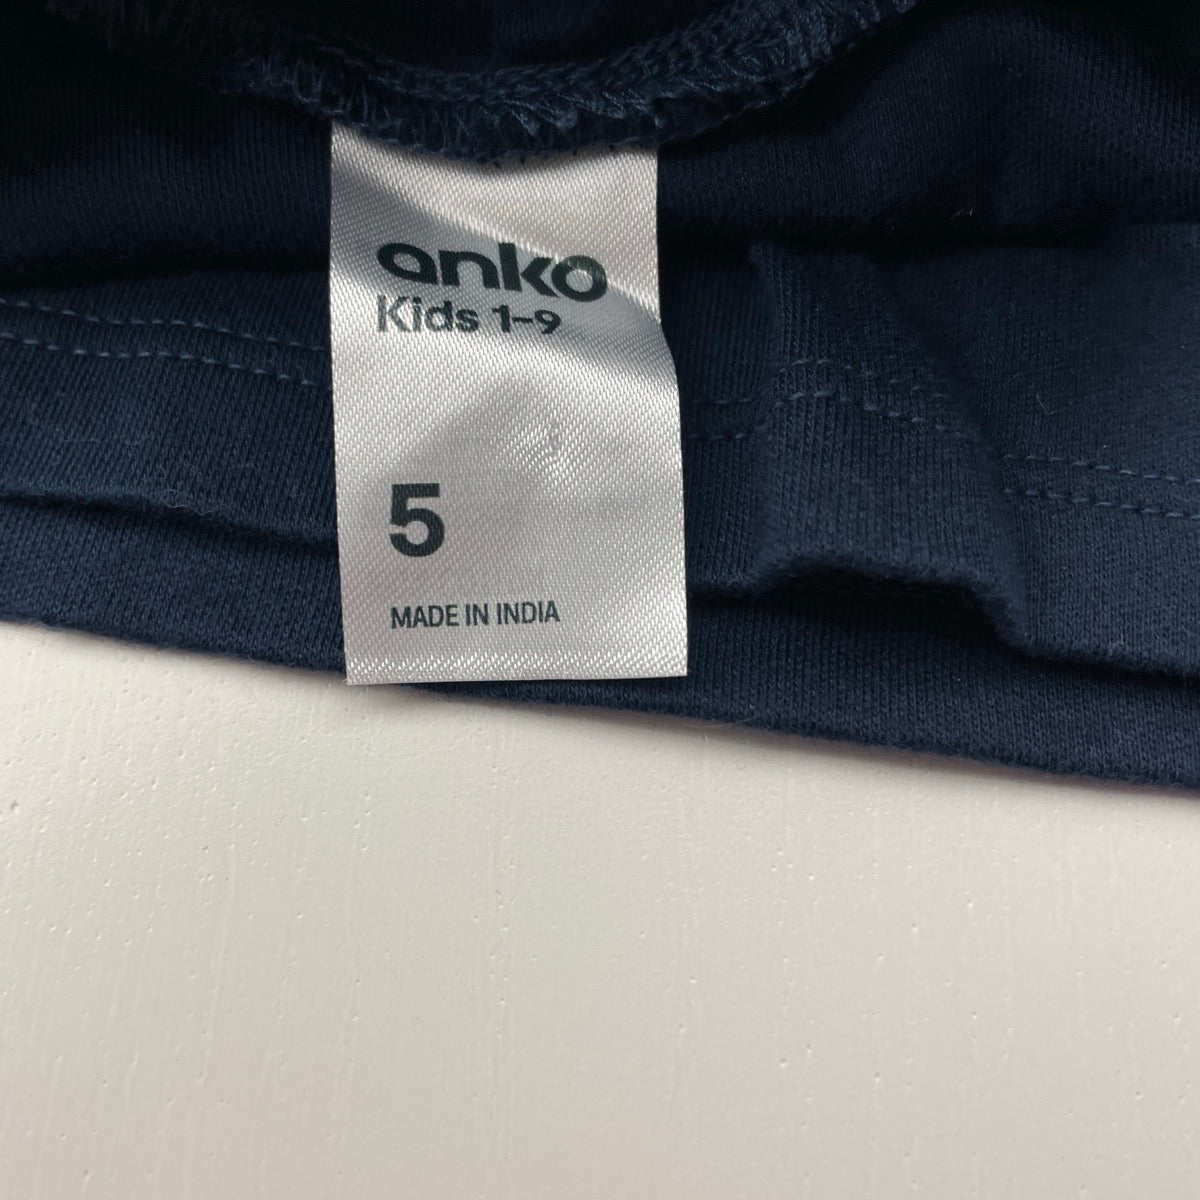 anko
Kids 1-9
5
MADE IN INDIA